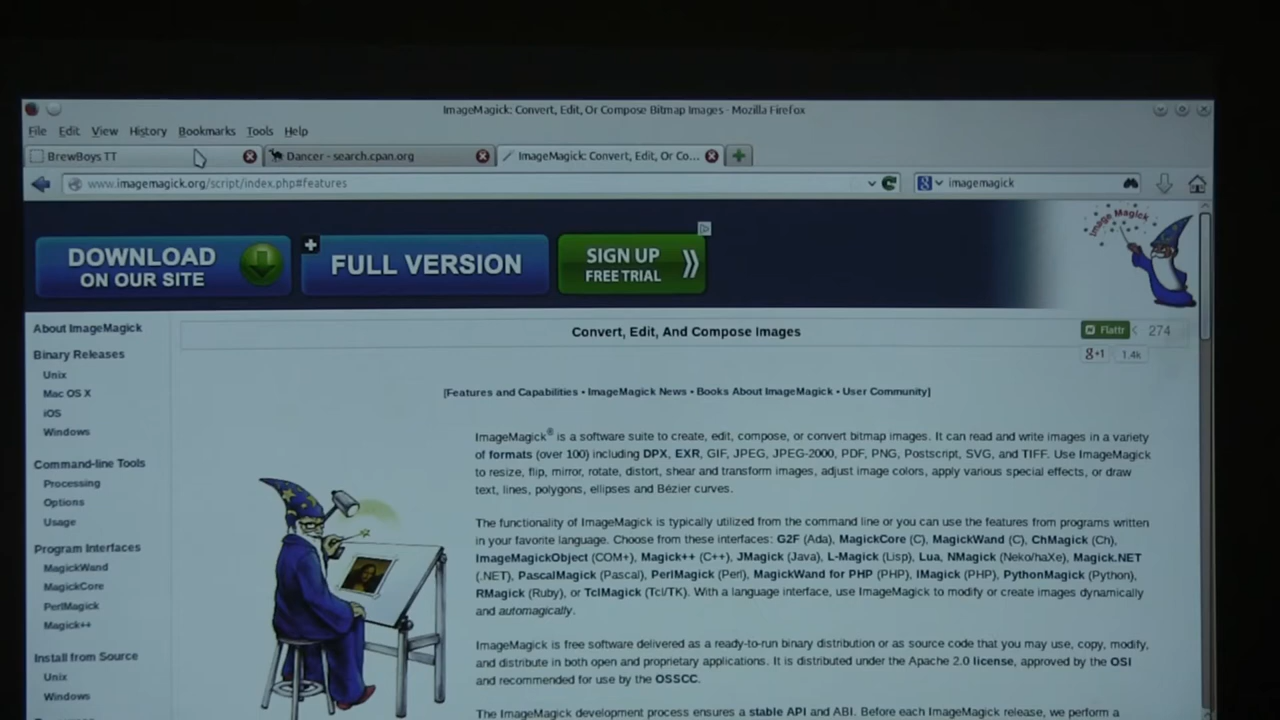 ImageMagick: Convert, Edit, Or Compose Bitmap Images - Mozilla Firefox
File Edit View History Bookmarks Tools Help
BrewBoys TT Dancer - search.cpan.org ImageMagick: Convert, Edit, Or Co...
www.imagemagick.org/script/index.php#features imagemagick
Image Magick
DOWNLOAD
ON OUR SITE
FULL VERSION
SIGN UP
FREE TRIAL
About ImageMagick
Binary Releases
Unix
Mac OS X
iOS
Windows
Command-line Tools
Processing
Options
Usage
Program Interfaces
MagickWand
MagickCore
PerlMagick
Magick++
Install from Source
Unix
Windows
Convert, Edit, And Compose Images
Flattr 274
g+1 1.4k
[Features and Capabilities • ImageMagick News • Books About ImageMagick • User Community]
ImageMagick® is a software suite to create, edit, compose, or convert bitmap images. It can read and write images in a variety
of formats (over 100) including DPX, EXR, GIF, JPEG, JPEG-2000, PDF, PNG, Postscript, SVG, and TIFF. Use ImageMagick
to resize, flip, mirror, rotate, distort, shear and transform images, adjust image colors, apply various special effects, or draw
text, lines, polygons, ellipses and Bézier curves.
The functionality of ImageMagick is typically utilized from the command line or you can use the features from programs written
in your favorite language. Choose from these interfaces: G2F (Ada), MagickCore (C), MagickWand (C), ChMagick (Ch),
ImageMagickObject (COM+), Magick++ (C++), JMagick (Java), L-Magick (Lisp), Lua, NMagick (Neko/haXe), Magick.NET
(.NET), PascalMagick (Pascal), PerlMagick (Perl), MagickWand for PHP (PHP), IMagick (PHP), PythonMagick (Python),
RMagick (Ruby), or TclMagick (Tcl/TK). With a language interface, use ImageMagick to modify or create images dynamically
and automagically.
ImageMagick is free software delivered as a ready-to-run binary distribution or as source code that you may use, copy, modify,
and distribute in both open and proprietary applications. It is distributed under the Apache 2.0 license, approved by the OSI
and recommended for use by the OSSCC.
The ImageMagick development process ensures a stable API and ABI. Before each ImageMagick release, we perform a